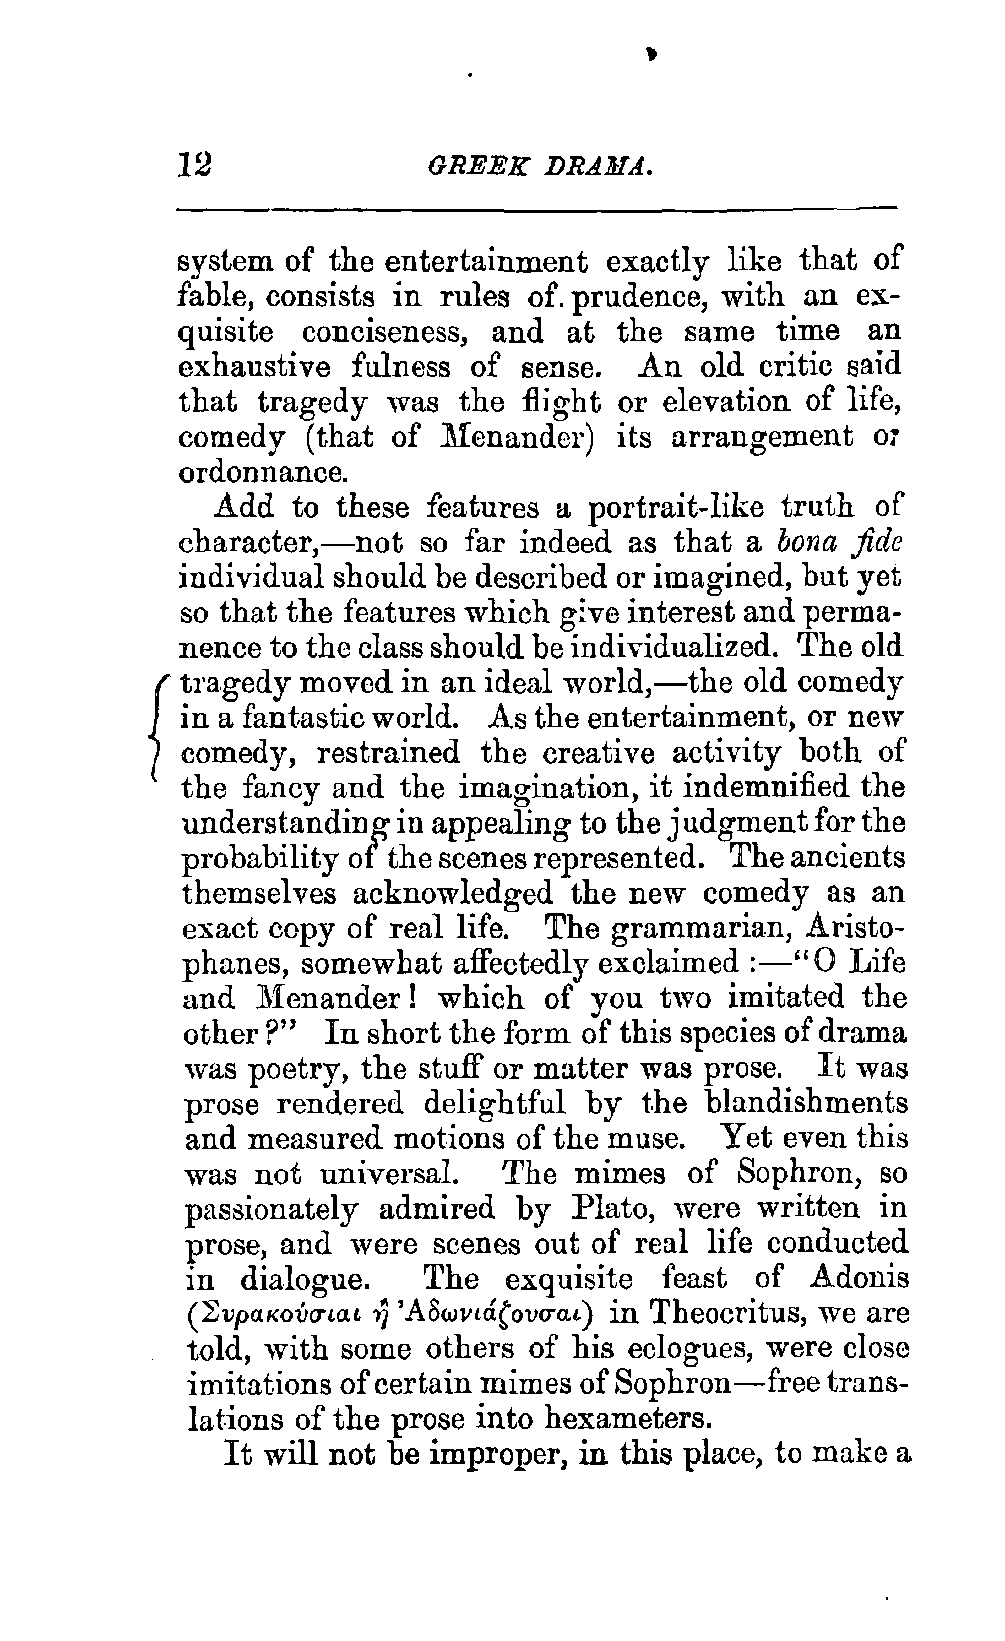 12 GREEK DRAMA.
system of the entertainment exactly like that of
fable, consists in rules of. prudence, with an ex-
quisite conciseness, and at the same time an
exhaustive fulness of sense. An old critic said
that tragedy was the flight or elevation of life,
comedy (that of Menander) its arrangement or
ordonnance.
Add to these features a portrait-like truth of
character,—not so far indeed as that a bona fide
individual should be described or imagined, but yet
so that the features which give interest and perma-
nence to the class should be individualized. The old
tragedy moved in an ideal world,—the old comedy
in a fantastic world. As the entertainment, or new
comedy, restrained the creative activity both of
the fancy and the imagination, it indemnified the
understanding in appealing to the judgment for the
probability of the scenes represented. The ancients
themselves acknowledged the new comedy as an
exact copy of real life. The grammarian, Aristo-
phanes, somewhat affectedly exclaimed :—“O Life
and Menander! which of you two imitated the
other?” In short the form of this species of drama
was poetry, the stuff or matter was prose. It was
prose rendered delightful by the blandishments
and measured motions of the muse. Yet even this
was not universal. The mimes of Sophron, so
passionately admired by Plato, were written in
prose, and were scenes out of real life conducted
in dialogue. The exquisite feast of Adonis
(Συρακούσιαι ἢ ’Αδωνιάζουσαι) in Theocritus, we are
told, with some others of his eclogues, were close
imitations of certain mimes of Sophron—free trans-
lations of the prose into hexameters.
It will not be improper, in this place, to make a